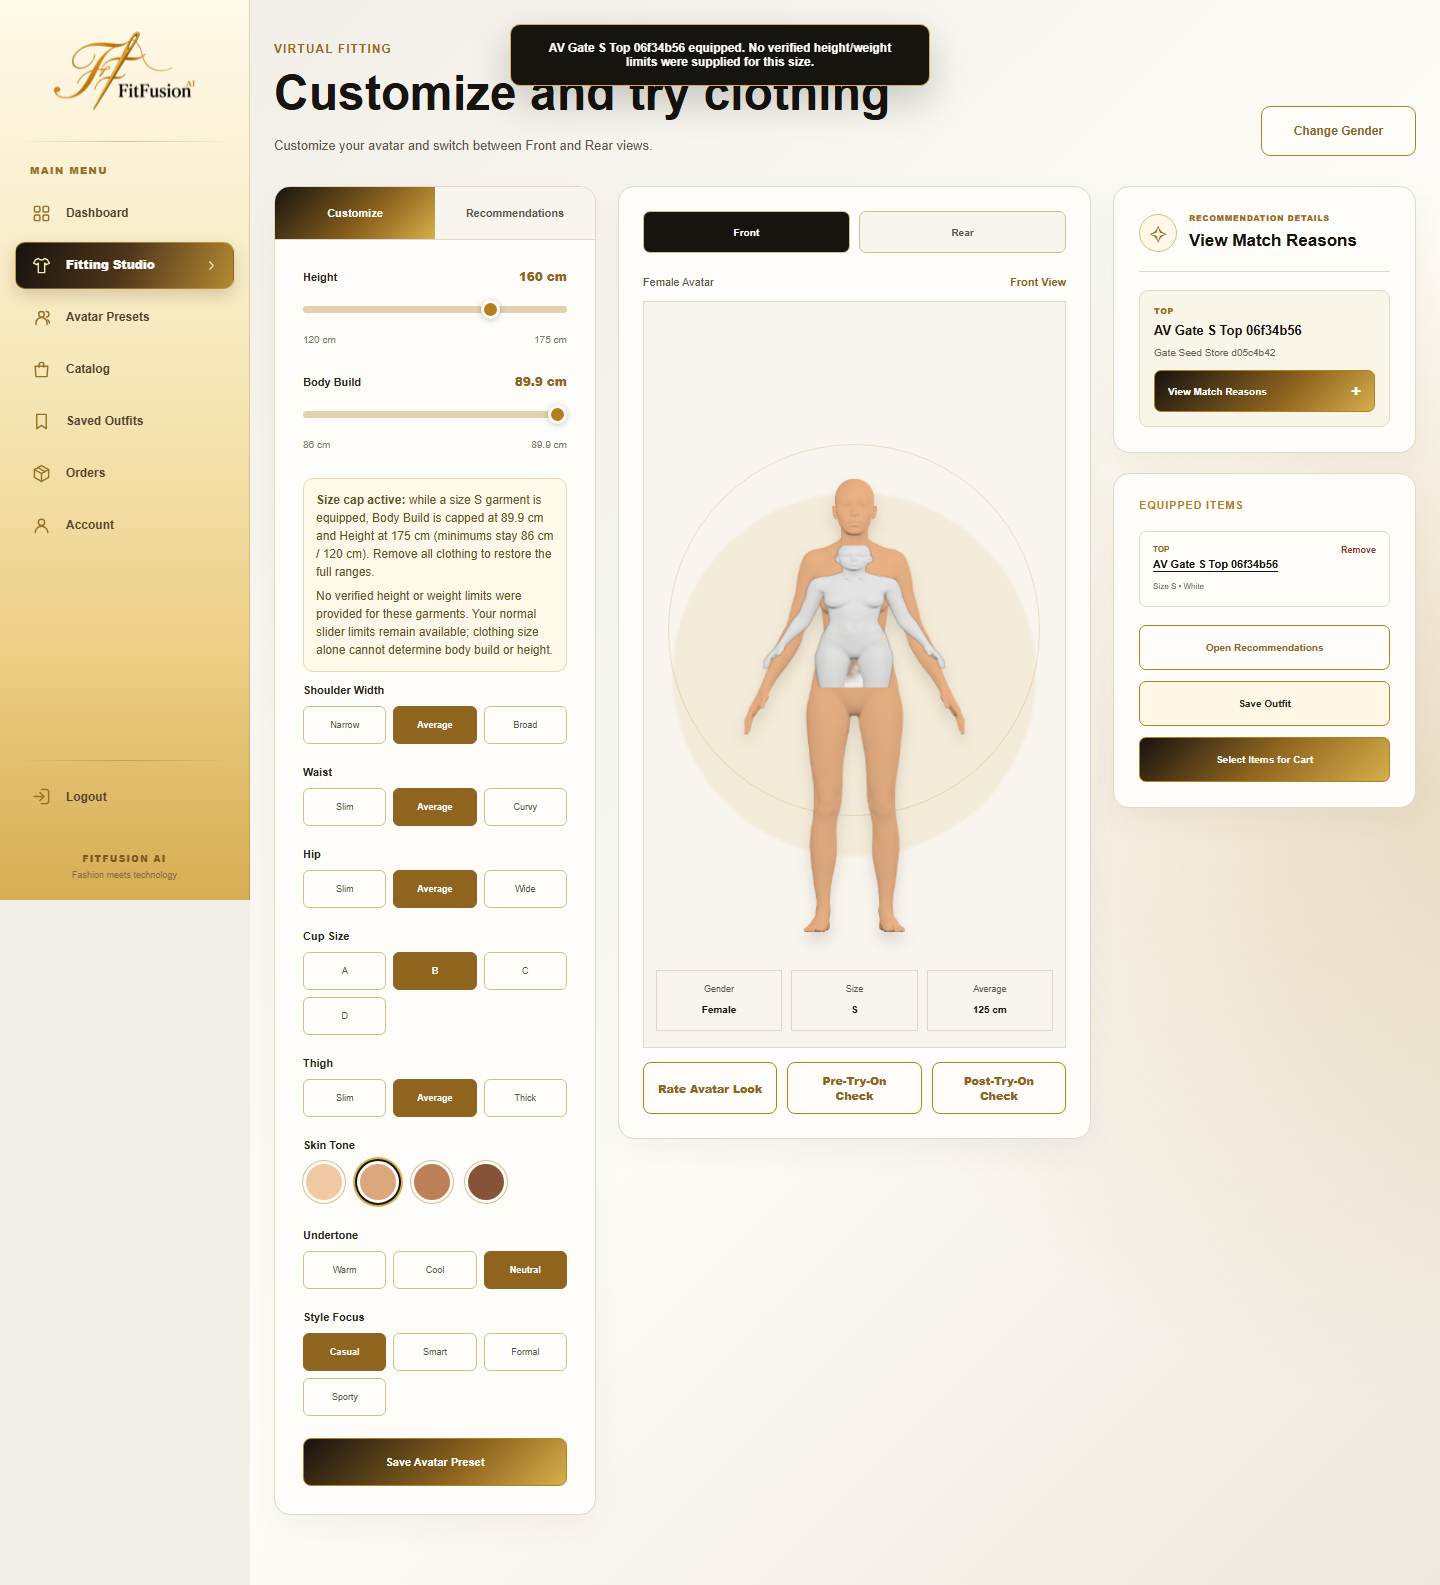 FitFusion AI
MAIN MENU
Dashboard
Fitting Studio
Avatar Presets
Catalog
Saved Outfits
Orders
Account
Logout
FITFUSION AI
Fashion meets technology
VIRTUAL FITTING
Customize and try clothing
Customize your avatar and switch between Front and Rear views.
AV Gate S Top 06f34b56 equipped. No verified height/weight
limits were supplied for this size.
Change Gender
Customize
Recommendations
Height
160 cm
120 cm
175 cm
Body Build
89.9 cm
86 cm
89.9 cm
Size cap active: while a size S garment is
equipped, Body Build is capped at 89.9 cm
and Height at 175 cm (minimums stay 86 cm
/ 120 cm). Remove all clothing to restore the
full ranges.
No verified height or weight limits were
provided for these garments. Your normal
slider limits remain available; clothing size
alone cannot determine body build or height.
Shoulder Width
Narrow
Average
Broad
Waist
Slim
Average
Curvy
Hip
Slim
Average
Wide
Cup Size
A
B
C
D
Thigh
Slim
Average
Thick
Skin Tone
Undertone
Warm
Cool
Neutral
Style Focus
Casual
Smart
Formal
Sporty
Save Avatar Preset
Front
Rear
Female Avatar
Front View
Gender
Female
Size
S
Average
125 cm
Rate Avatar Look
Pre-Try-On
Check
Post-Try-On
Check
RECOMMENDATION DETAILS
View Match Reasons
TOP
AV Gate S Top 06f34b56
Gate Seed Store d05c4b42
View Match Reasons +
EQUIPPED ITEMS
TOP
Remove
AV Gate S Top 06f34b56
Size S • White
Open Recommendations
Save Outfit
Select Items for Cart